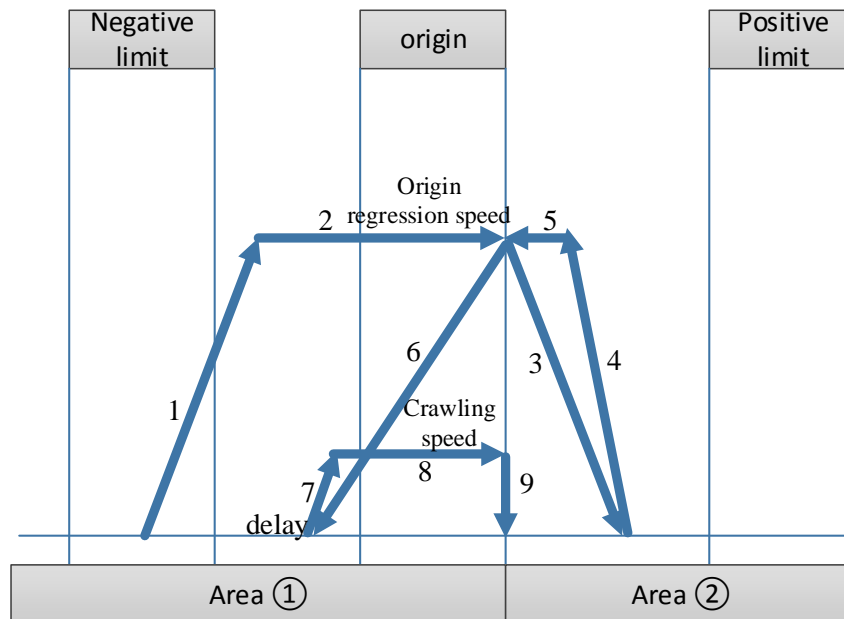 Negative
limit
origin
Positive
limit
Origin
2 regression speed 5
6
3
4
1
Crawling
speed
7
8
9
delay
Area ①
Area ②